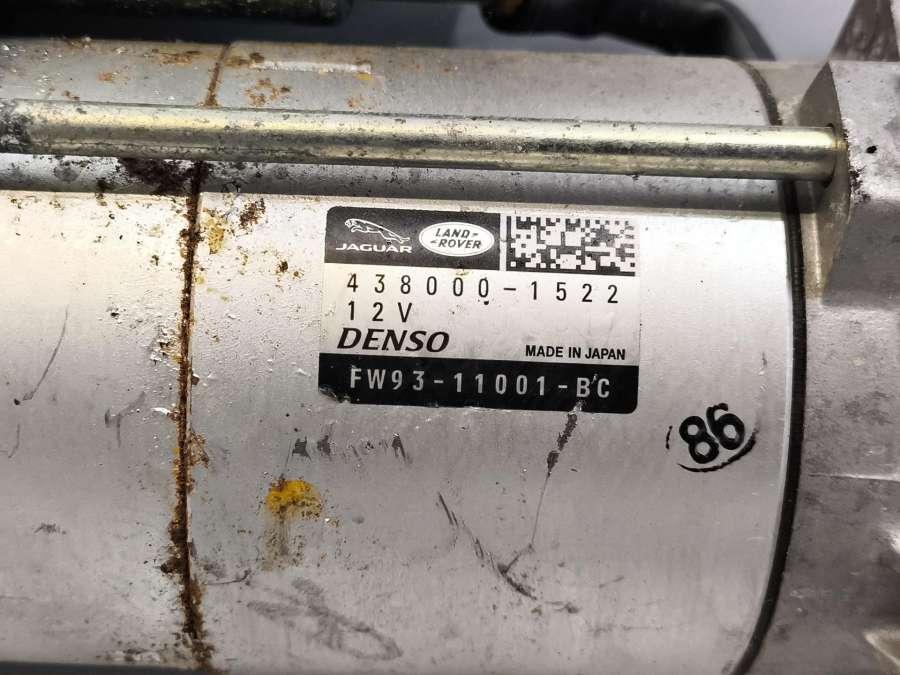 JAGUAR
LAND-
-ROVER
438000-1522
12V
DENSO
MADE IN JAPAN
FW93-11001-BC
86